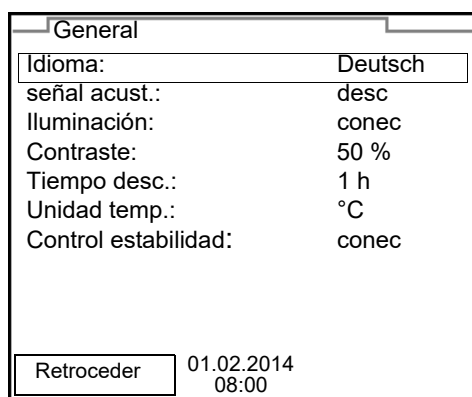 General
Idioma: Deutsch
señal acust.: desc
Iluminación: conec
Contraste: 50 %
Tiempo desc.: 1 h
Unidad temp.: °C
Control estabilidad: conec
Retroceder 01.02.2014
08:00